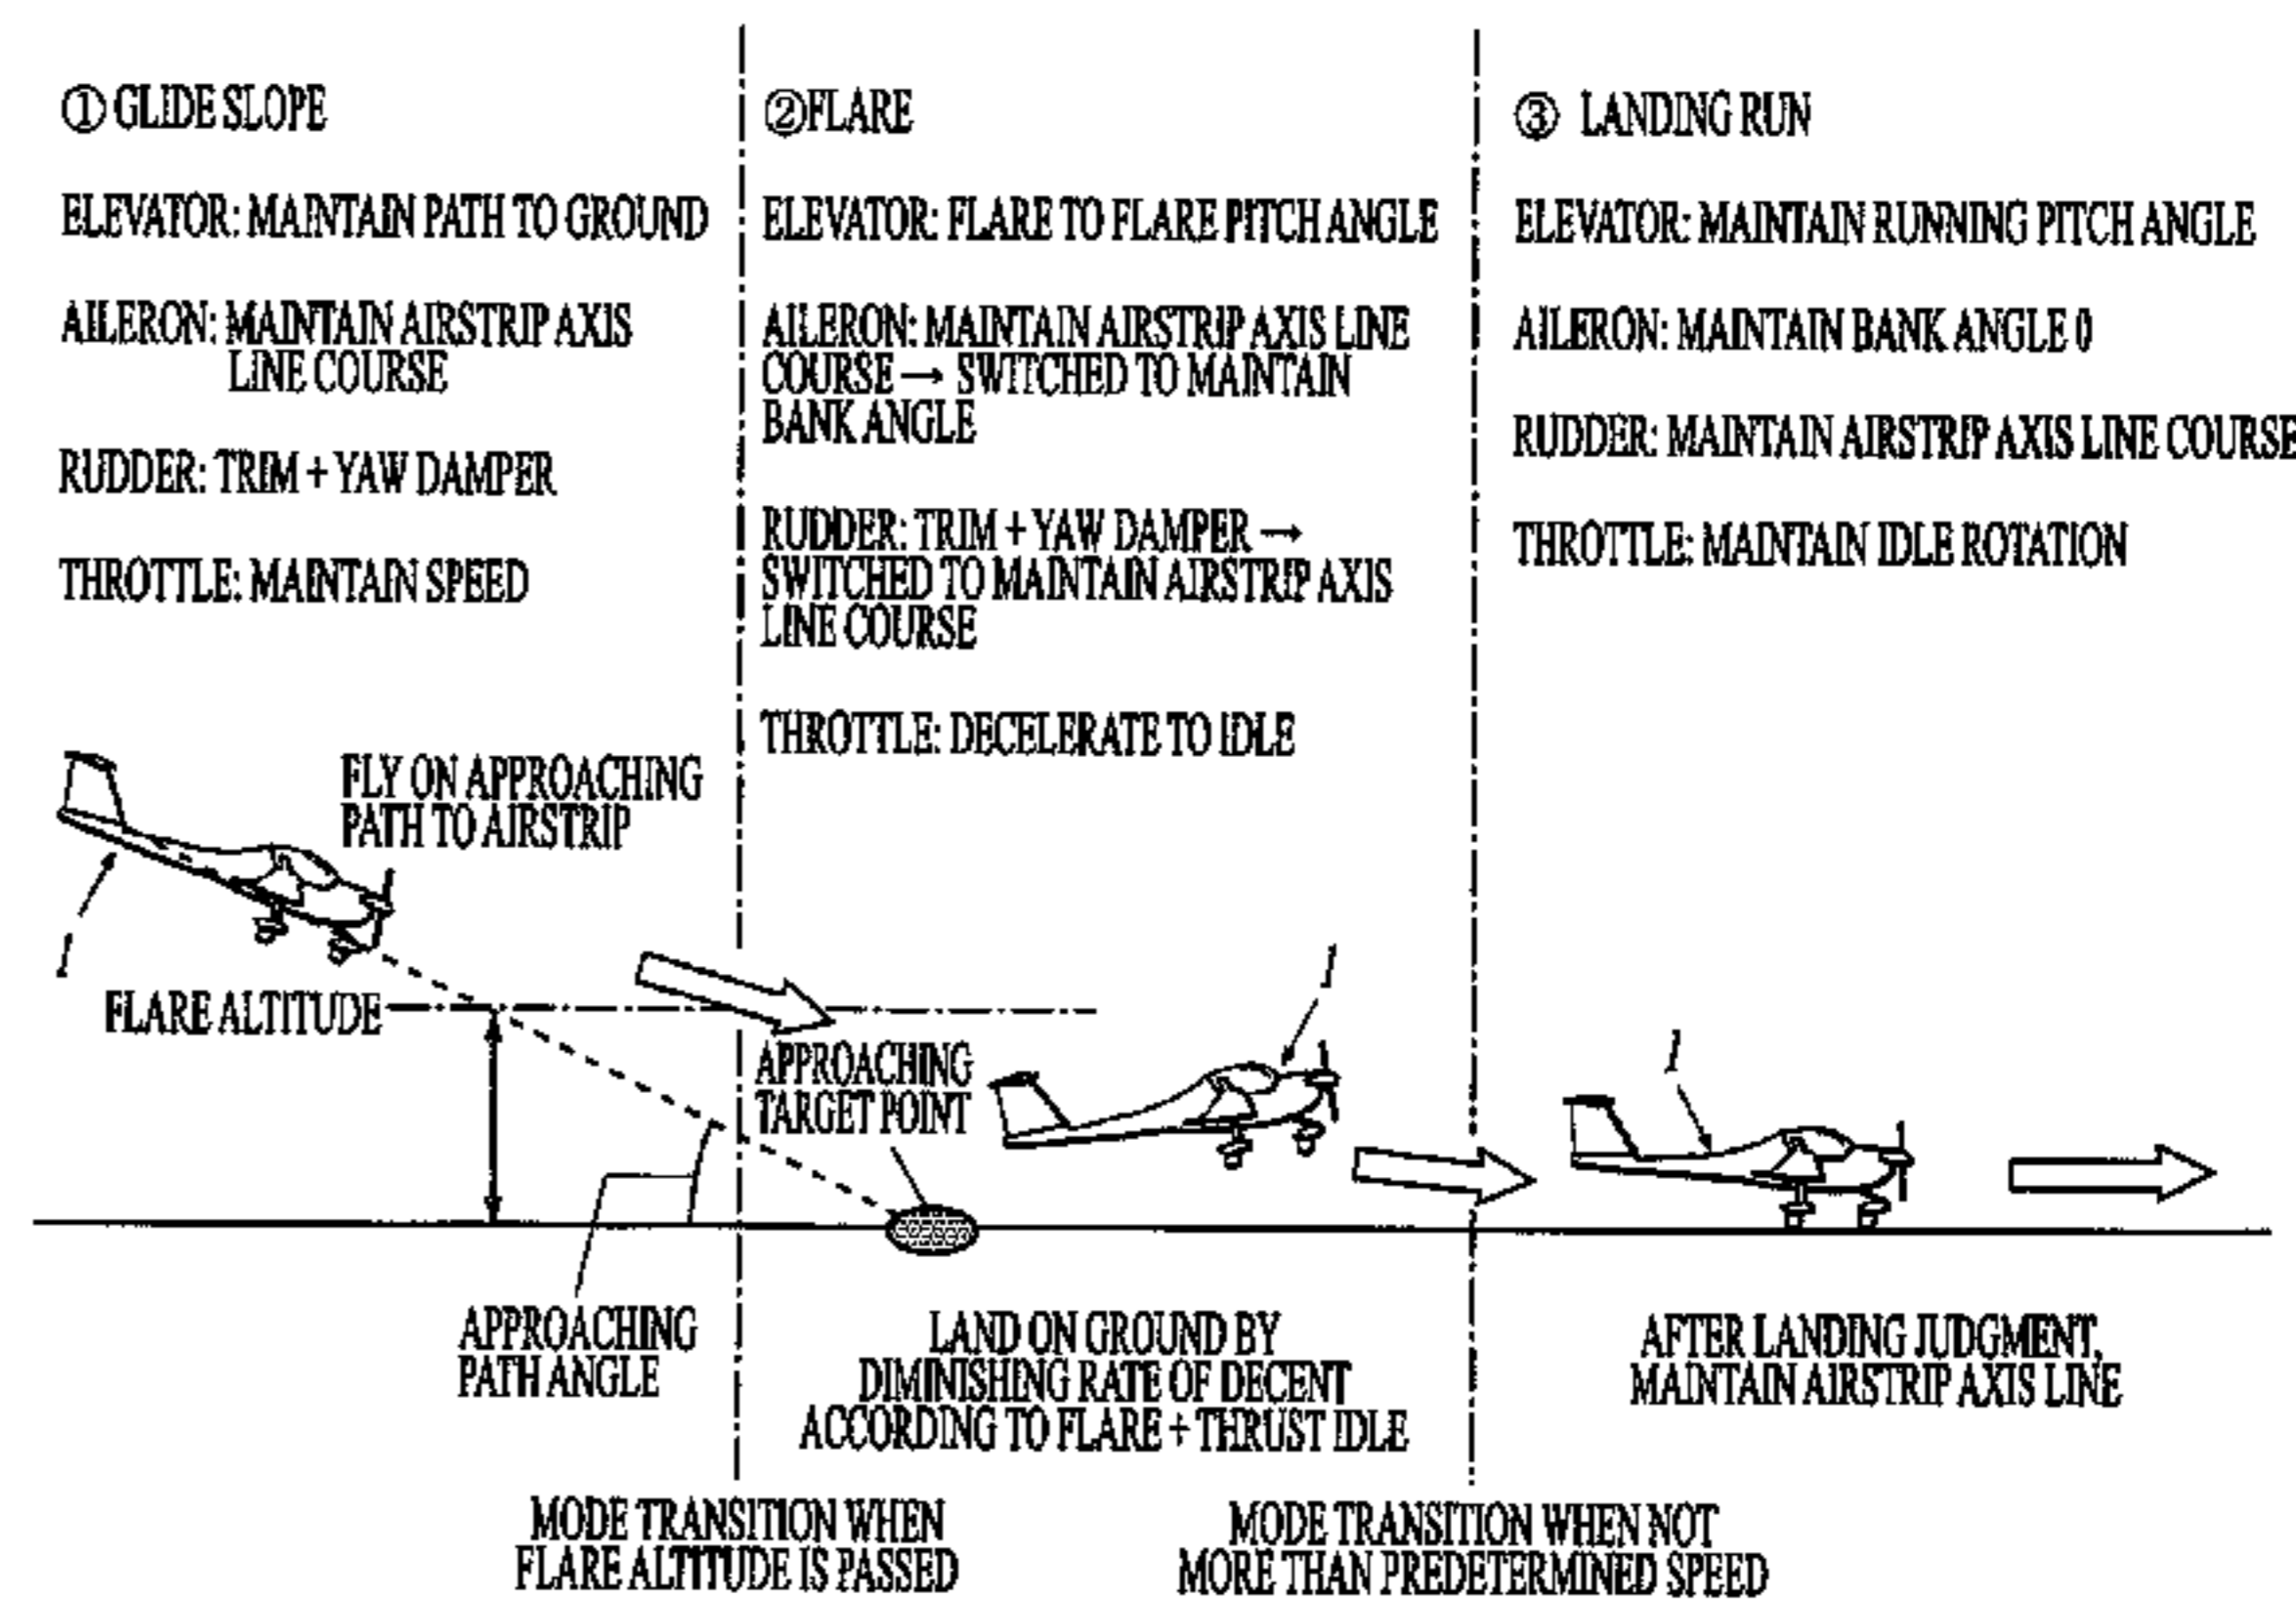 ① GLIDE SLOPE
ELEVATOR: MAINTAIN PATH TO GROUND
AILERON: MAINTAIN AIRSTRIP AXIS
LINE COURSE
RUDDER: TRIM + YAW DAMPER
THROTTLE: MAINTAIN SPEED
②FLARE
ELEVATOR: FLARE TO FLARE PITCH ANGLE
AILERON: MAINTAIN AIRSTRIP AXIS LINE
COURSE → SWITCHED TO MAINTAIN
BANK ANGLE
RUDDER: TRIM + YAW DAMPER →
SWITCHED TO MAINTAIN AIRSTRIP AXIS
LINE COURSE
THROTTLE: DECELERATE TO IDLE
③ LANDING RUN
ELEVATOR: MAINTAIN RUNNING PITCH ANGLE
AILERON: MAINTAIN BANK ANGLE 0
RUDDER: MAINTAIN AIRSTRIP AXIS LINE COURSE
THROTTLE: MAINTAIN IDLE ROTATION
FLY ON APPROACHING
PATH TO AIRSTRIP
1
FLARE ALTITUDE
APPROACHING
TARGET POINT
1
1
APPROACHING
PATH ANGLE
LAND ON GROUND BY
DIMINISHING RATE OF DECENT
ACCORDING TO FLARE + THRUST IDLE
AFTER LANDING JUDGMENT,
MAINTAIN AIRSTRIP AXIS LINE
MODE TRANSITION WHEN
FLARE ALTITUDE IS PASSED
MODE TRANSITION WHEN NOT
MORE THAN PREDETERMINED SPEED